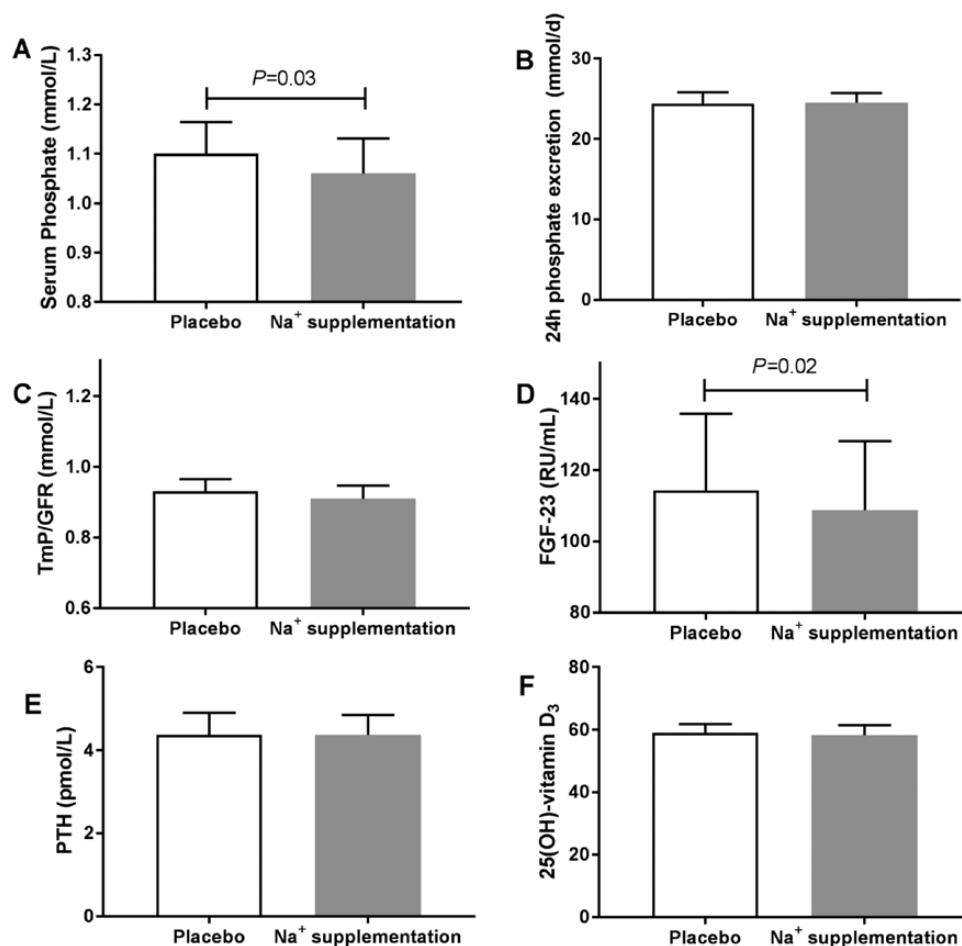 A
Serum Phosphate (mmol/L)
1.3
1.2
1.1
1.0
0.9
0.8
P=0.03
Placebo
Na⁺ supplementation
B
24h phosphate excretion (mmol/d)
30
20
10
0
Placebo
Na⁺ supplementation
C
TmP/GFR (mmol/L)
1.2
1.0
0.8
0.6
Placebo
Na⁺ supplementation
D
FGF-23 (RU/mL)
140
120
100
80
P=0.02
Placebo
Na⁺ supplementation
E
PTH (pmol/L)
6
4
2
0
Placebo
Na⁺ supplementation
F
25(OH)-vitamin D₃
80
60
40
20
0
Placebo
Na⁺ supplementation